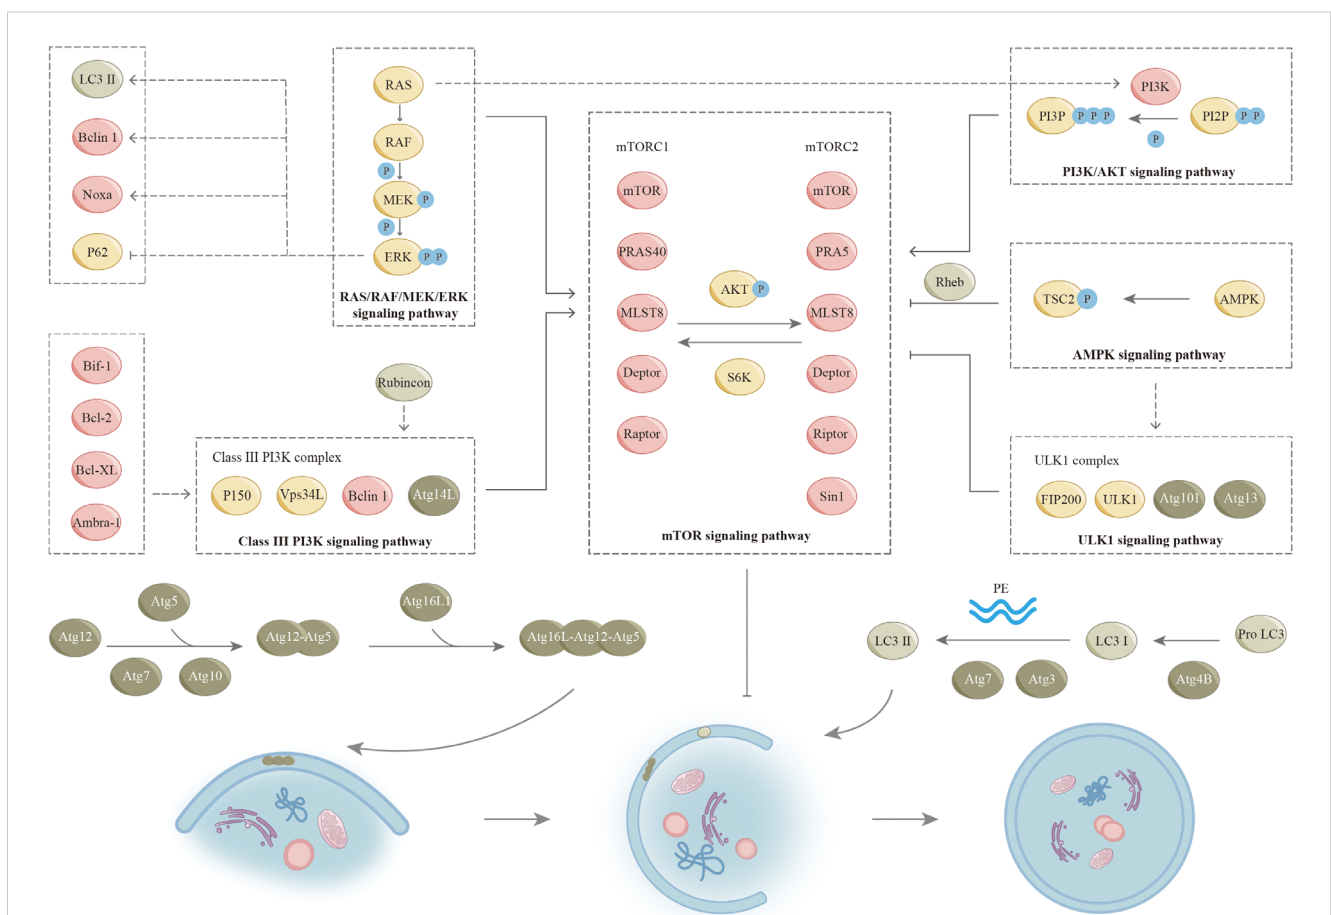 LC3 II
Bclin 1
Noxa
P62
RAS
RAF
P
MEK
P
P
ERK
P
P
RAS/RAF/MEK/ERK
signaling pathway
PI3K
PI3P
P
P
P
P
PI2P
P
P
PI3K/AKT signaling pathway
mTORC1
mTOR
PRAS40
MLST8
Deptor
Raptor
AKT
P
S6K
mTORC2
mTOR
PRA5
MLST8
Deptor
Riptor
Sin1
mTOR signaling pathway
Rheb
TSC2
P
AMPK
AMPK signaling pathway
Bif-1
Bcl-2
Bcl-XL
Ambra-1
Rubincon
Class III PI3K complex
P150
Vps34L
Bclin 1
Atg14L
Class III PI3K signaling pathway
ULK1 complex
FIP200
ULK1
Atg101
Atg13
ULK1 signaling pathway
Atg12
Atg5
Atg7
Atg10
Atg12-Atg5
Atg16L1
Atg16L-Atg12-Atg5
PE
LC3 II
LC3 I
Pro LC3
Atg7
Atg3
Atg4B